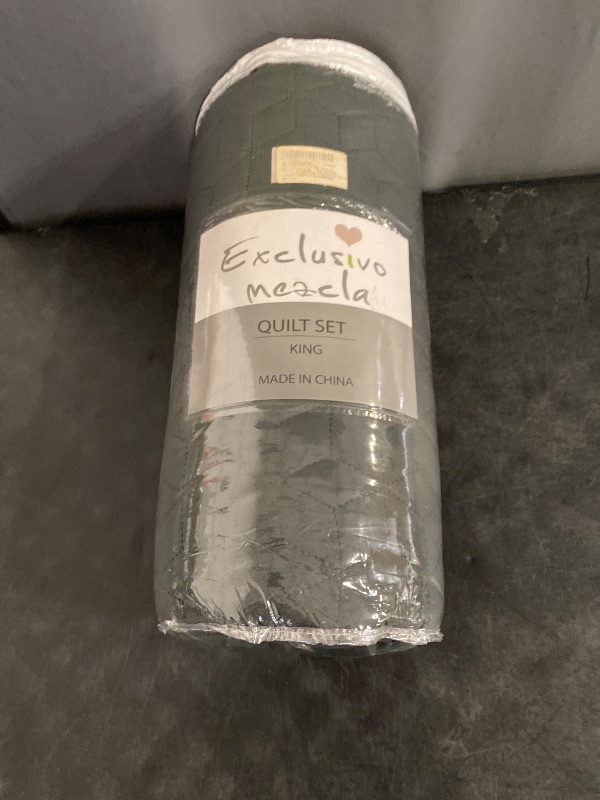 Exclusivo
mezcla
QUILT SET
KING
MADE IN CHINA